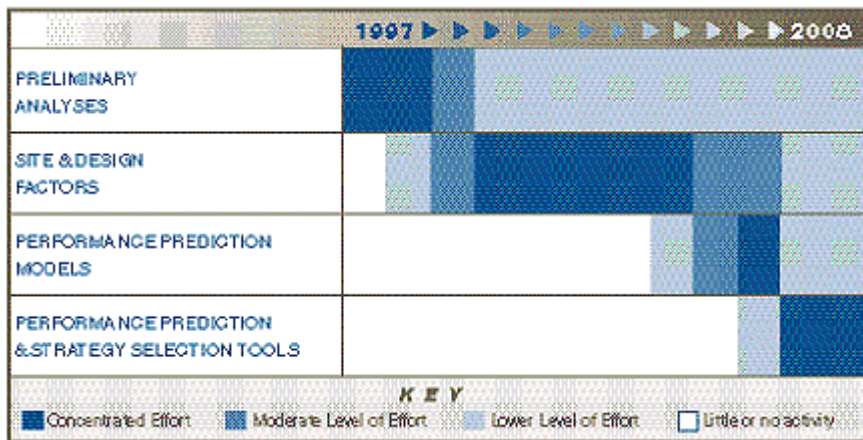 1997 2008
PRELIMINARY
ANALYSES
SITE & DESIGN
FACTORS
PERFORMANCE PREDICTION
MODELS
PERFORMANCE PREDICTION
& STRATEGY SELECTION TOOLS
KEY
Concentrated Effort Moderate Level of Effort Lower Level of Effort Little or no activity